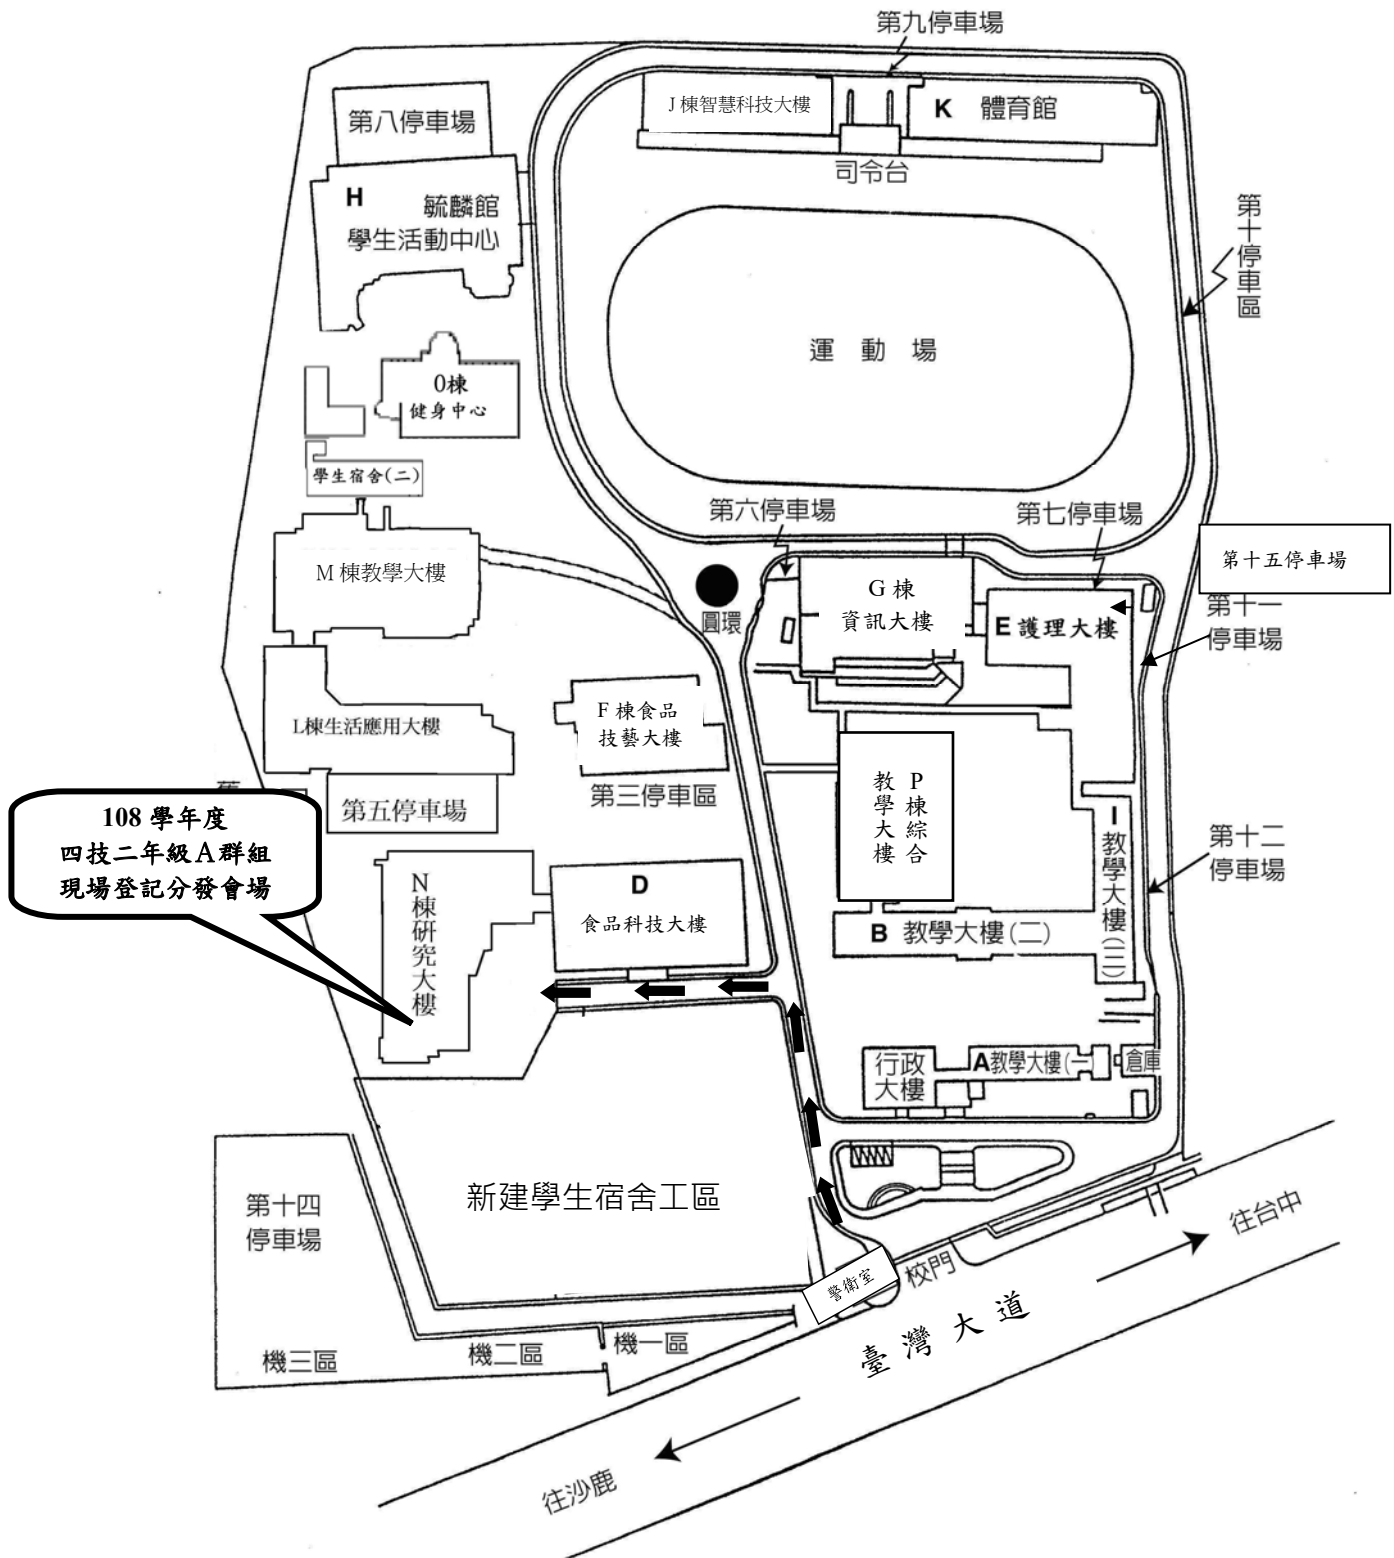 第九停車場
J棟智慧科技大樓
K 體育館
司令台
第八停車場
H 毓麟館
學生活動中心
第十停車區
運動場
O棟
健身中心
學生宿舍(二)
第六停車場
第七停車場
第十五停車場
M棟教學大樓
圓環
G棟
資訊大樓
E護理大樓
第十一
停車場
L棟生活應用大樓
F棟食品
技藝大樓
第三停車區
第五停車場
P棟綜合
教學大樓
I教學大樓(三)
第十二
停車場
108學年度
四技二年級A群組
現場登記分發會場
N棟研究大樓
D
食品科技大樓
B 教學大樓(二)
行政
大樓
A教學大樓(一
倉庫
新建學生宿舍工區
第十四
停車場
往台中
校門
警衛室
臺灣大道
機一區
機二區
機三區
往沙鹿